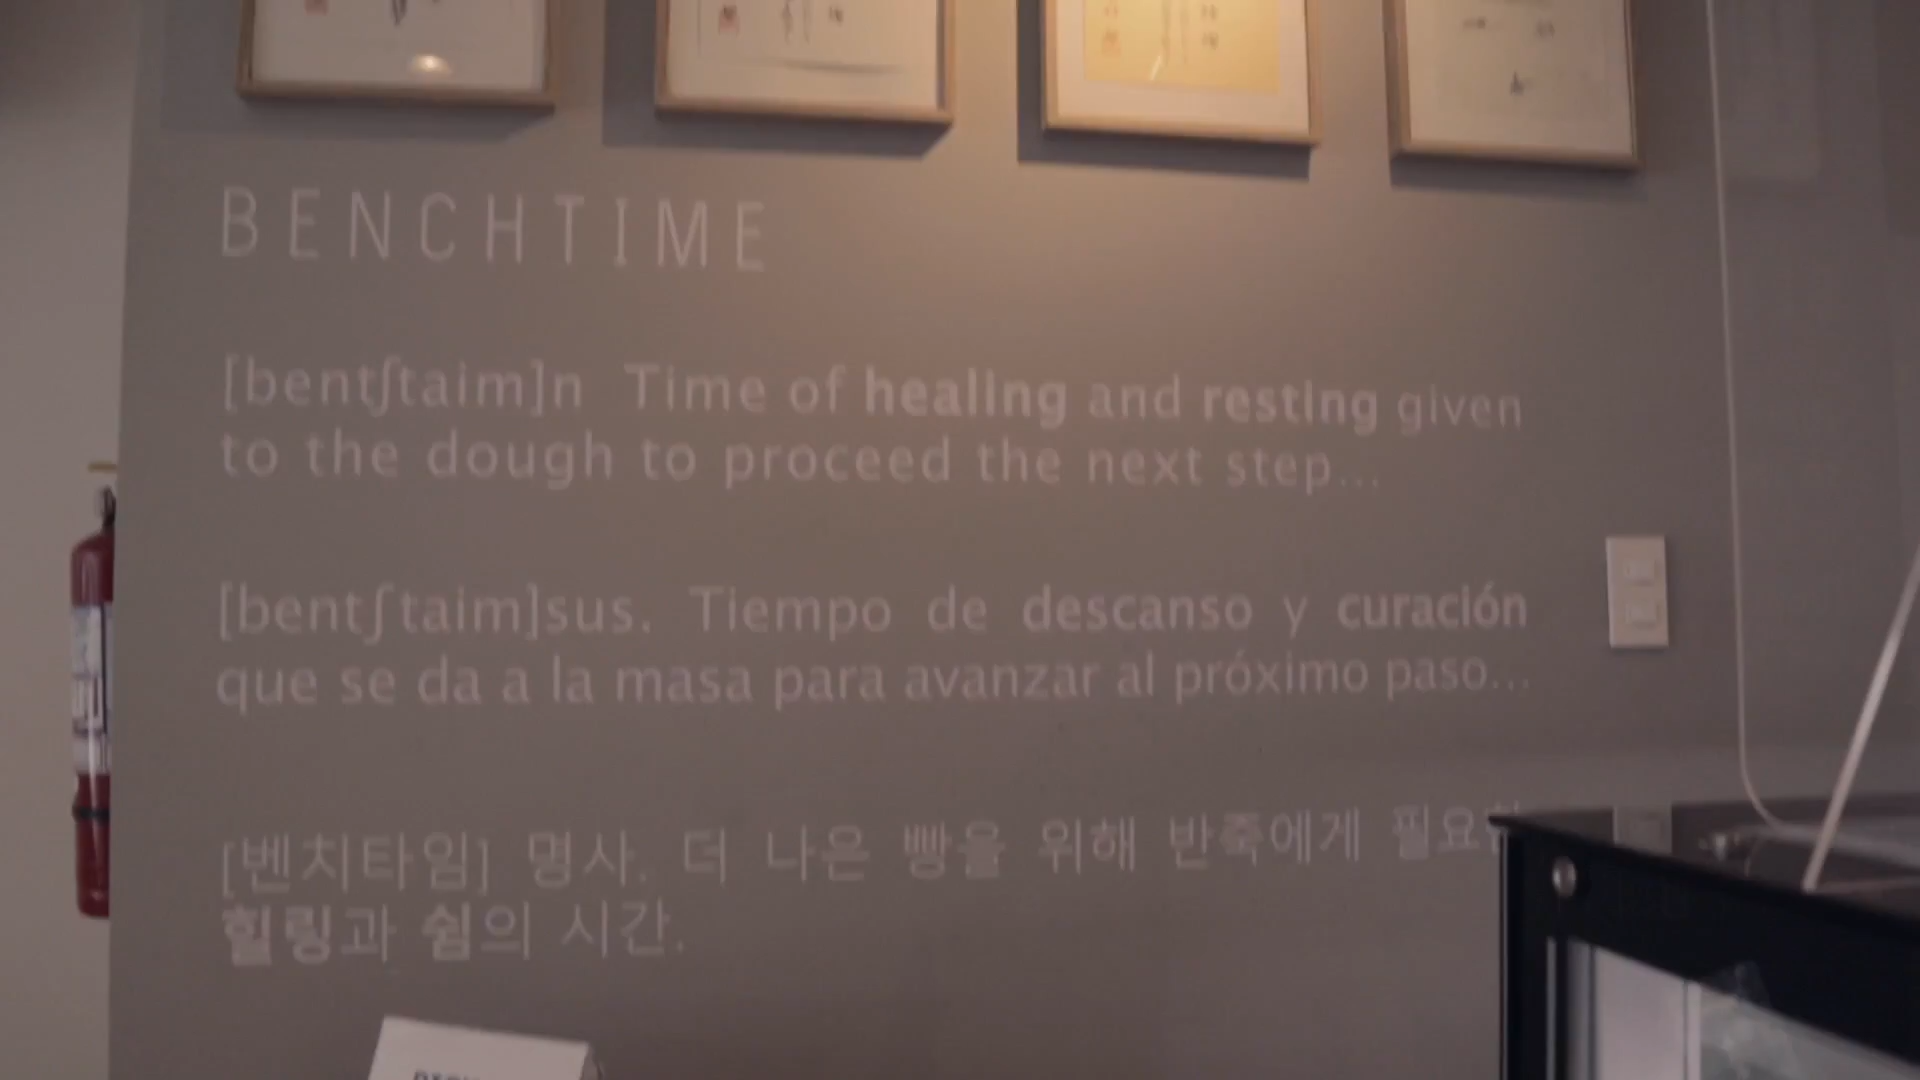 BENCHTIME
[bentʃtaim]n Time of healing and resting given
to the dough to proceed the next step...
[bentʃtaim]sus. Tiempo de descanso y curación
que se da a la masa para avanzar al próximo paso...
[벤치타임] 명사. 더 나은 빵을 위해 반죽에게
힐링과 쉼의 시간.